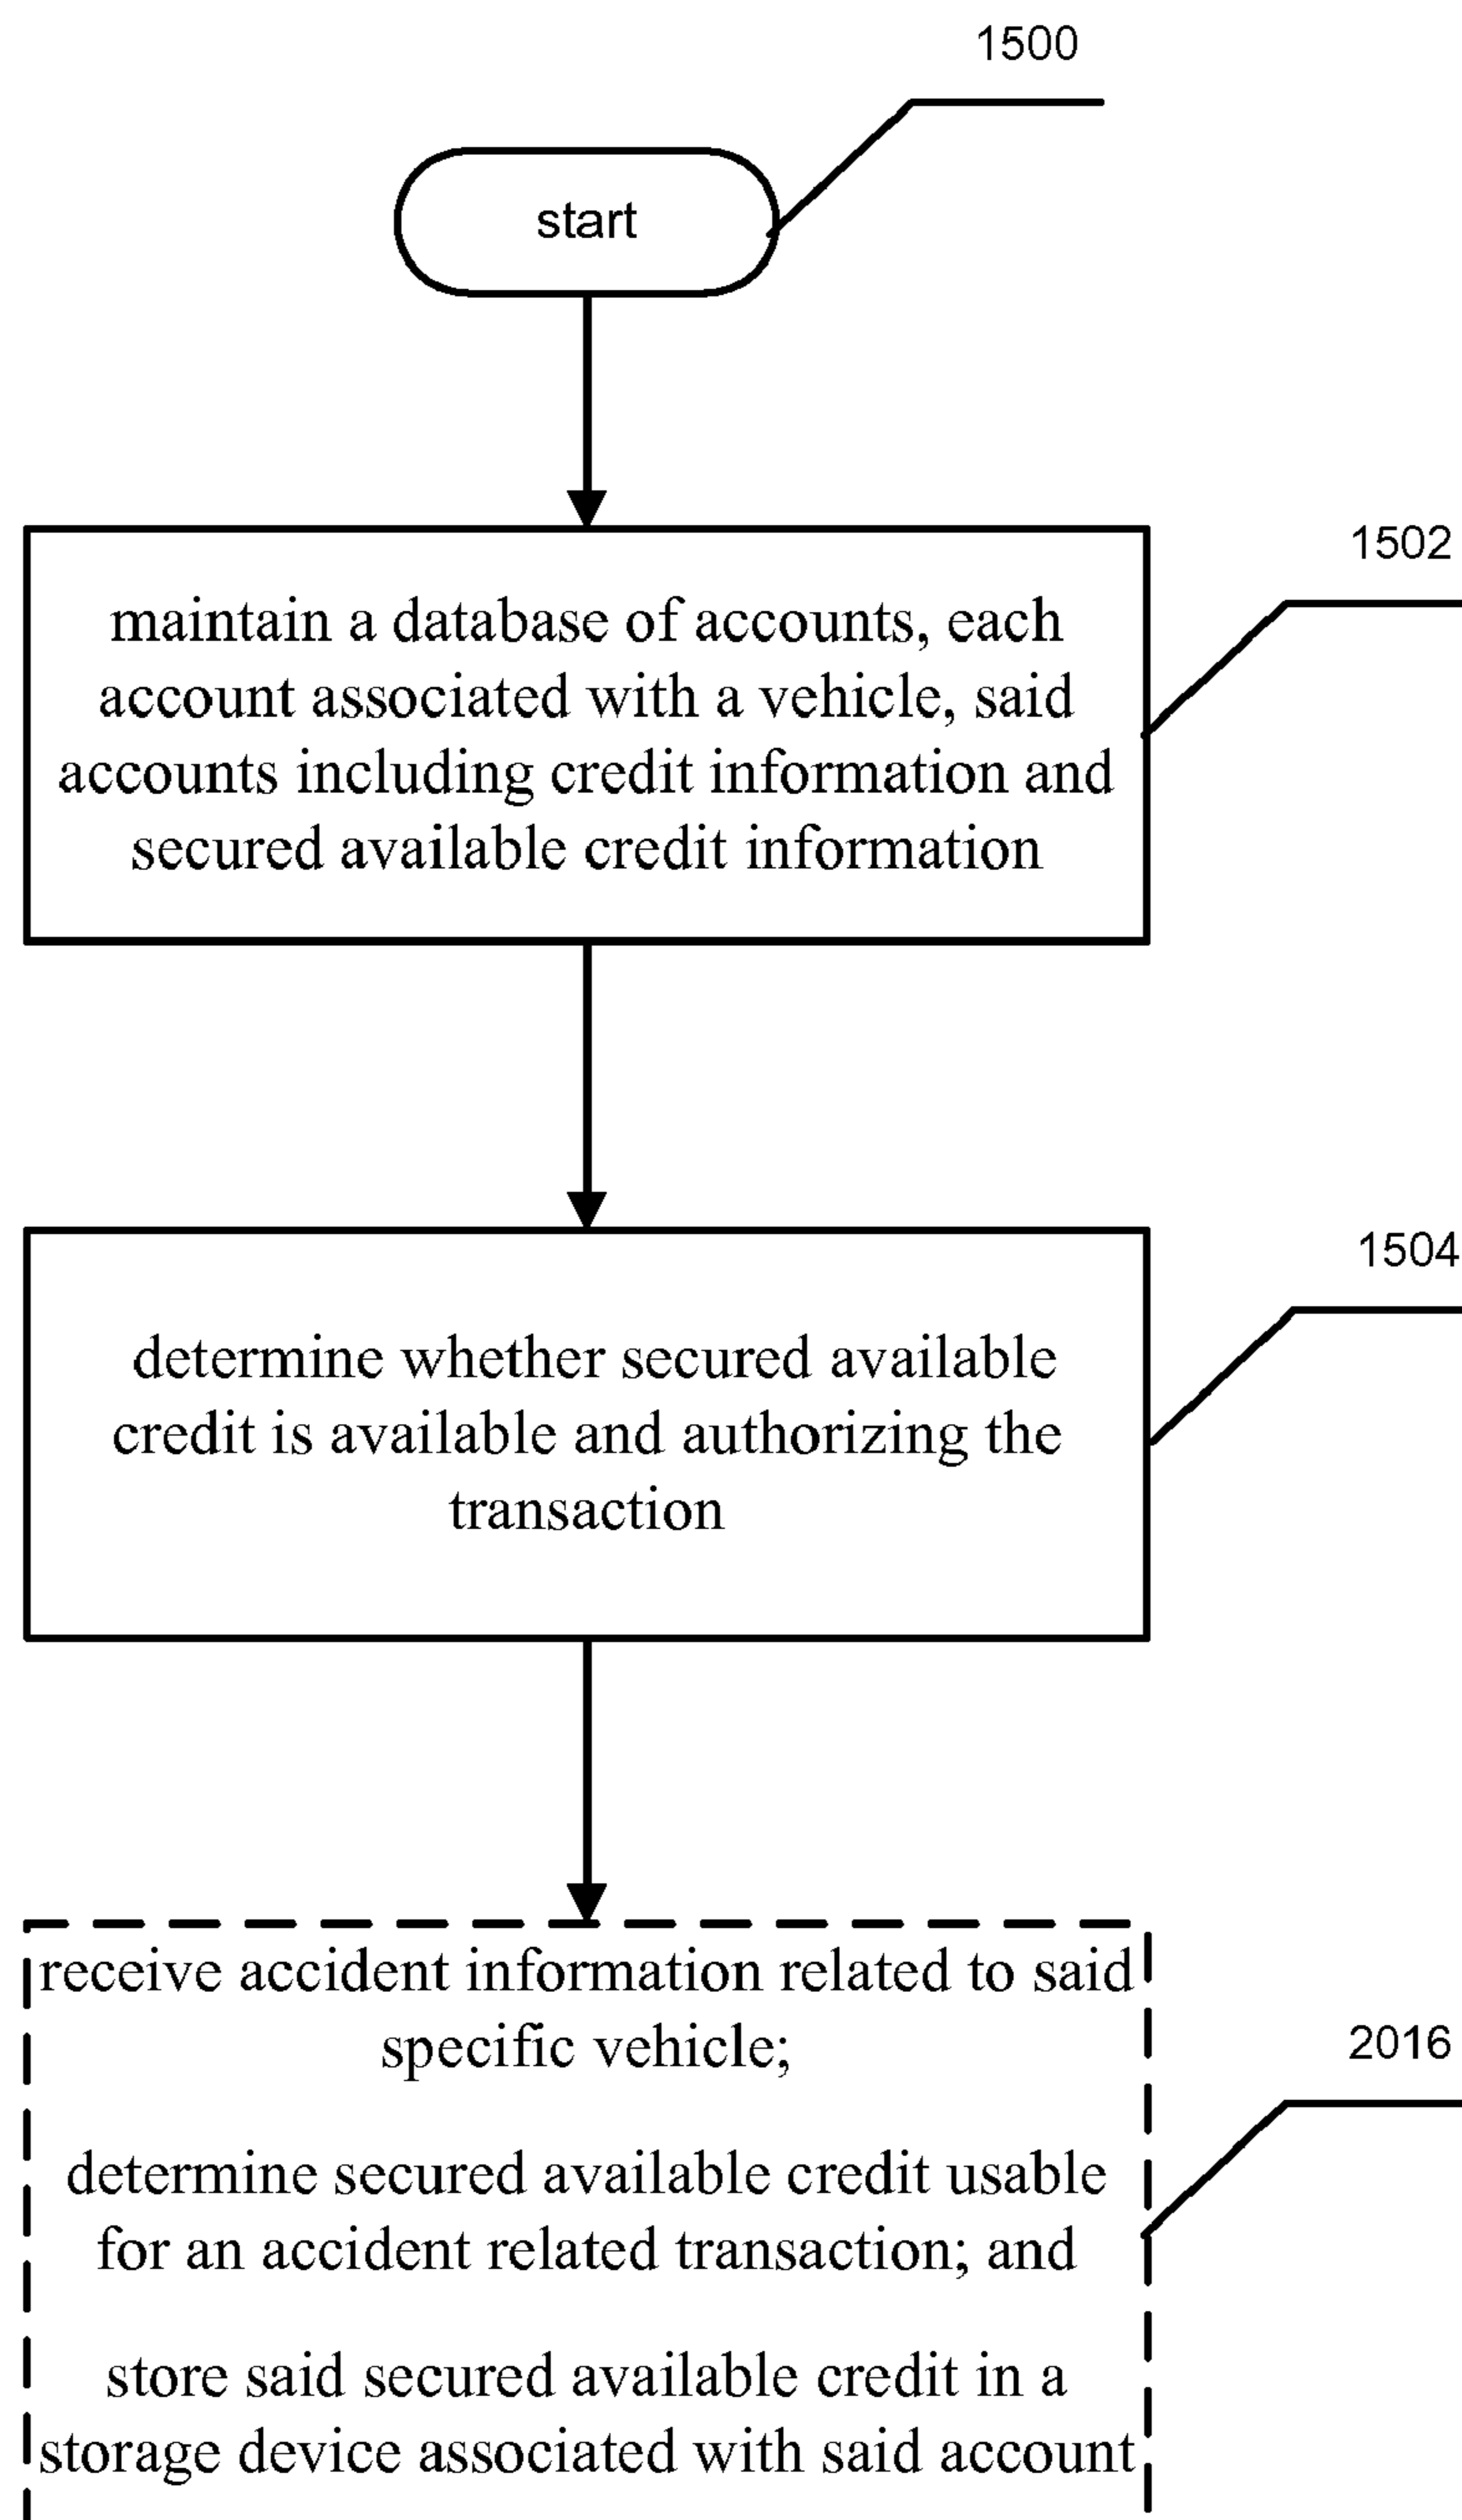 1500
start
1502
maintain a database of accounts, each
account associated with a vehicle, said
accounts including credit information and
secured available credit information
1504
determine whether secured available
credit is available and authorizing the
transaction
receive accident information related to said
specific vehicle;
2016
determine secured available credit usable
for an accident related transaction; and
store said secured available credit in a
storage device associated with said account